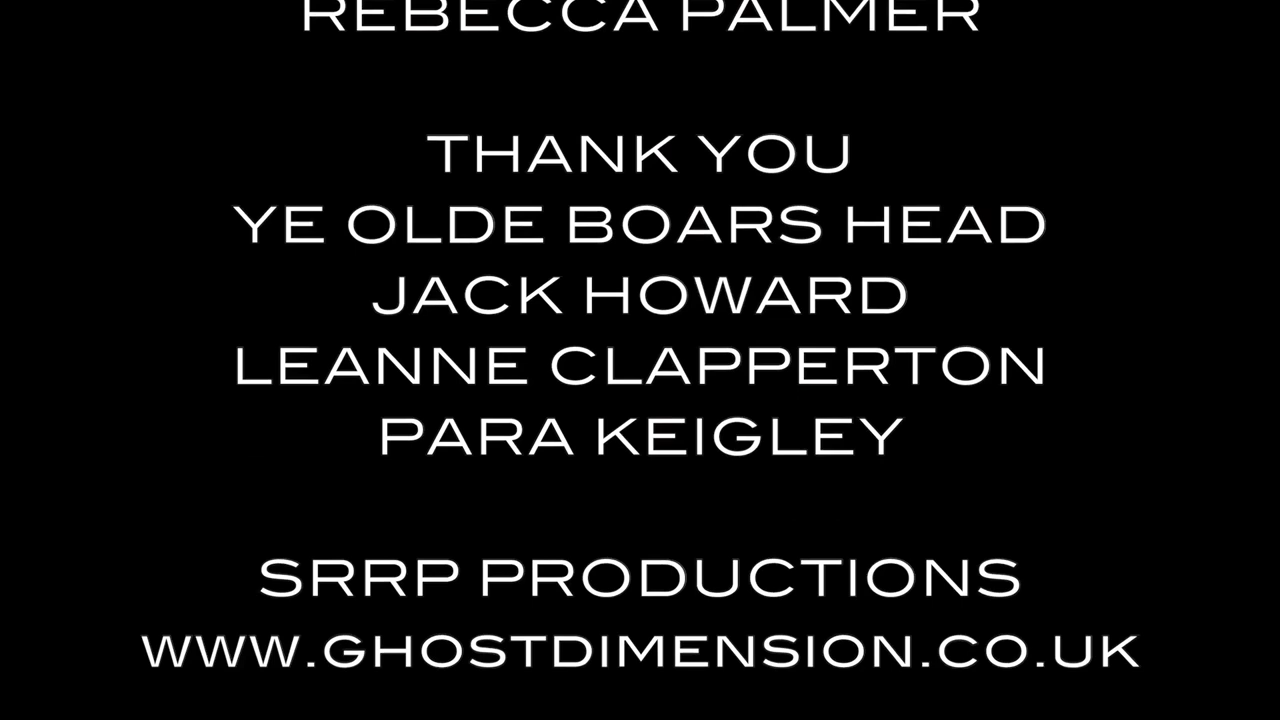 REBECCA PALMER
THANK YOU
YE OLDE BOARS HEAD
JACK HOWARD
LEANNE CLAPPERTON
PARA KEIGLEY
SRRP PRODUCTIONS
WWW.GHOSTDIMENSION.CO.UK